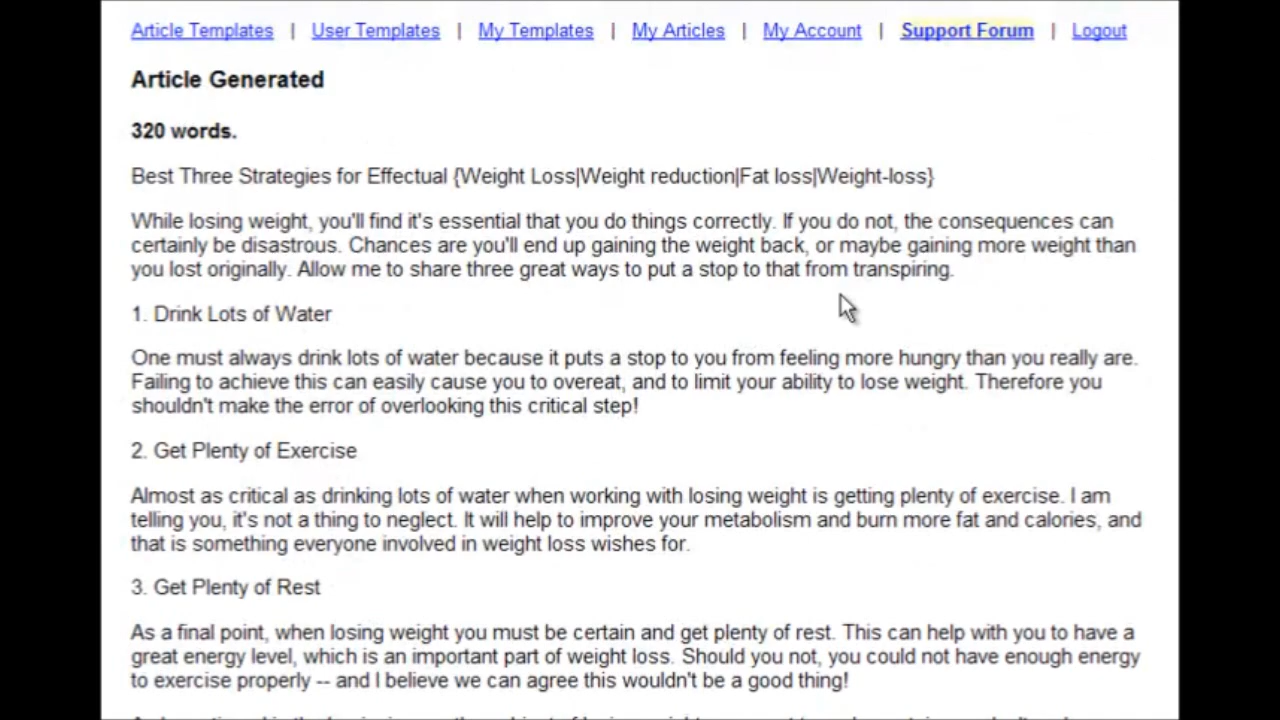 Article Templates | User Templates | My Templates | My Articles | My Account | Support Forum | Logout
Article Generated
320 words.
Best Three Strategies for Effectual {Weight Loss|Weight reduction|Fat loss|Weight-loss}
While losing weight, you'll find it's essential that you do things correctly. If you do not, the consequences can
certainly be disastrous. Chances are you'll end up gaining the weight back, or maybe gaining more weight than
you lost originally. Allow me to share three great ways to put a stop to that from transpiring.
1. Drink Lots of Water
One must always drink lots of water because it puts a stop to you from feeling more hungry than you really are.
Failing to achieve this can easily cause you to overeat, and to limit your ability to lose weight. Therefore you
shouldn't make the error of overlooking this critical step!
2. Get Plenty of Exercise
Almost as critical as drinking lots of water when working with losing weight is getting plenty of exercise. I am
telling you, it's not a thing to neglect. It will help to improve your metabolism and burn more fat and calories, and
that is something everyone involved in weight loss wishes for.
3. Get Plenty of Rest
As a final point, when losing weight you must be certain and get plenty of rest. This can help with you to have a
great energy level, which is an important part of weight loss. Should you not, you could not have enough energy
to exercise properly -- and I believe we can agree this wouldn't be a good thing!